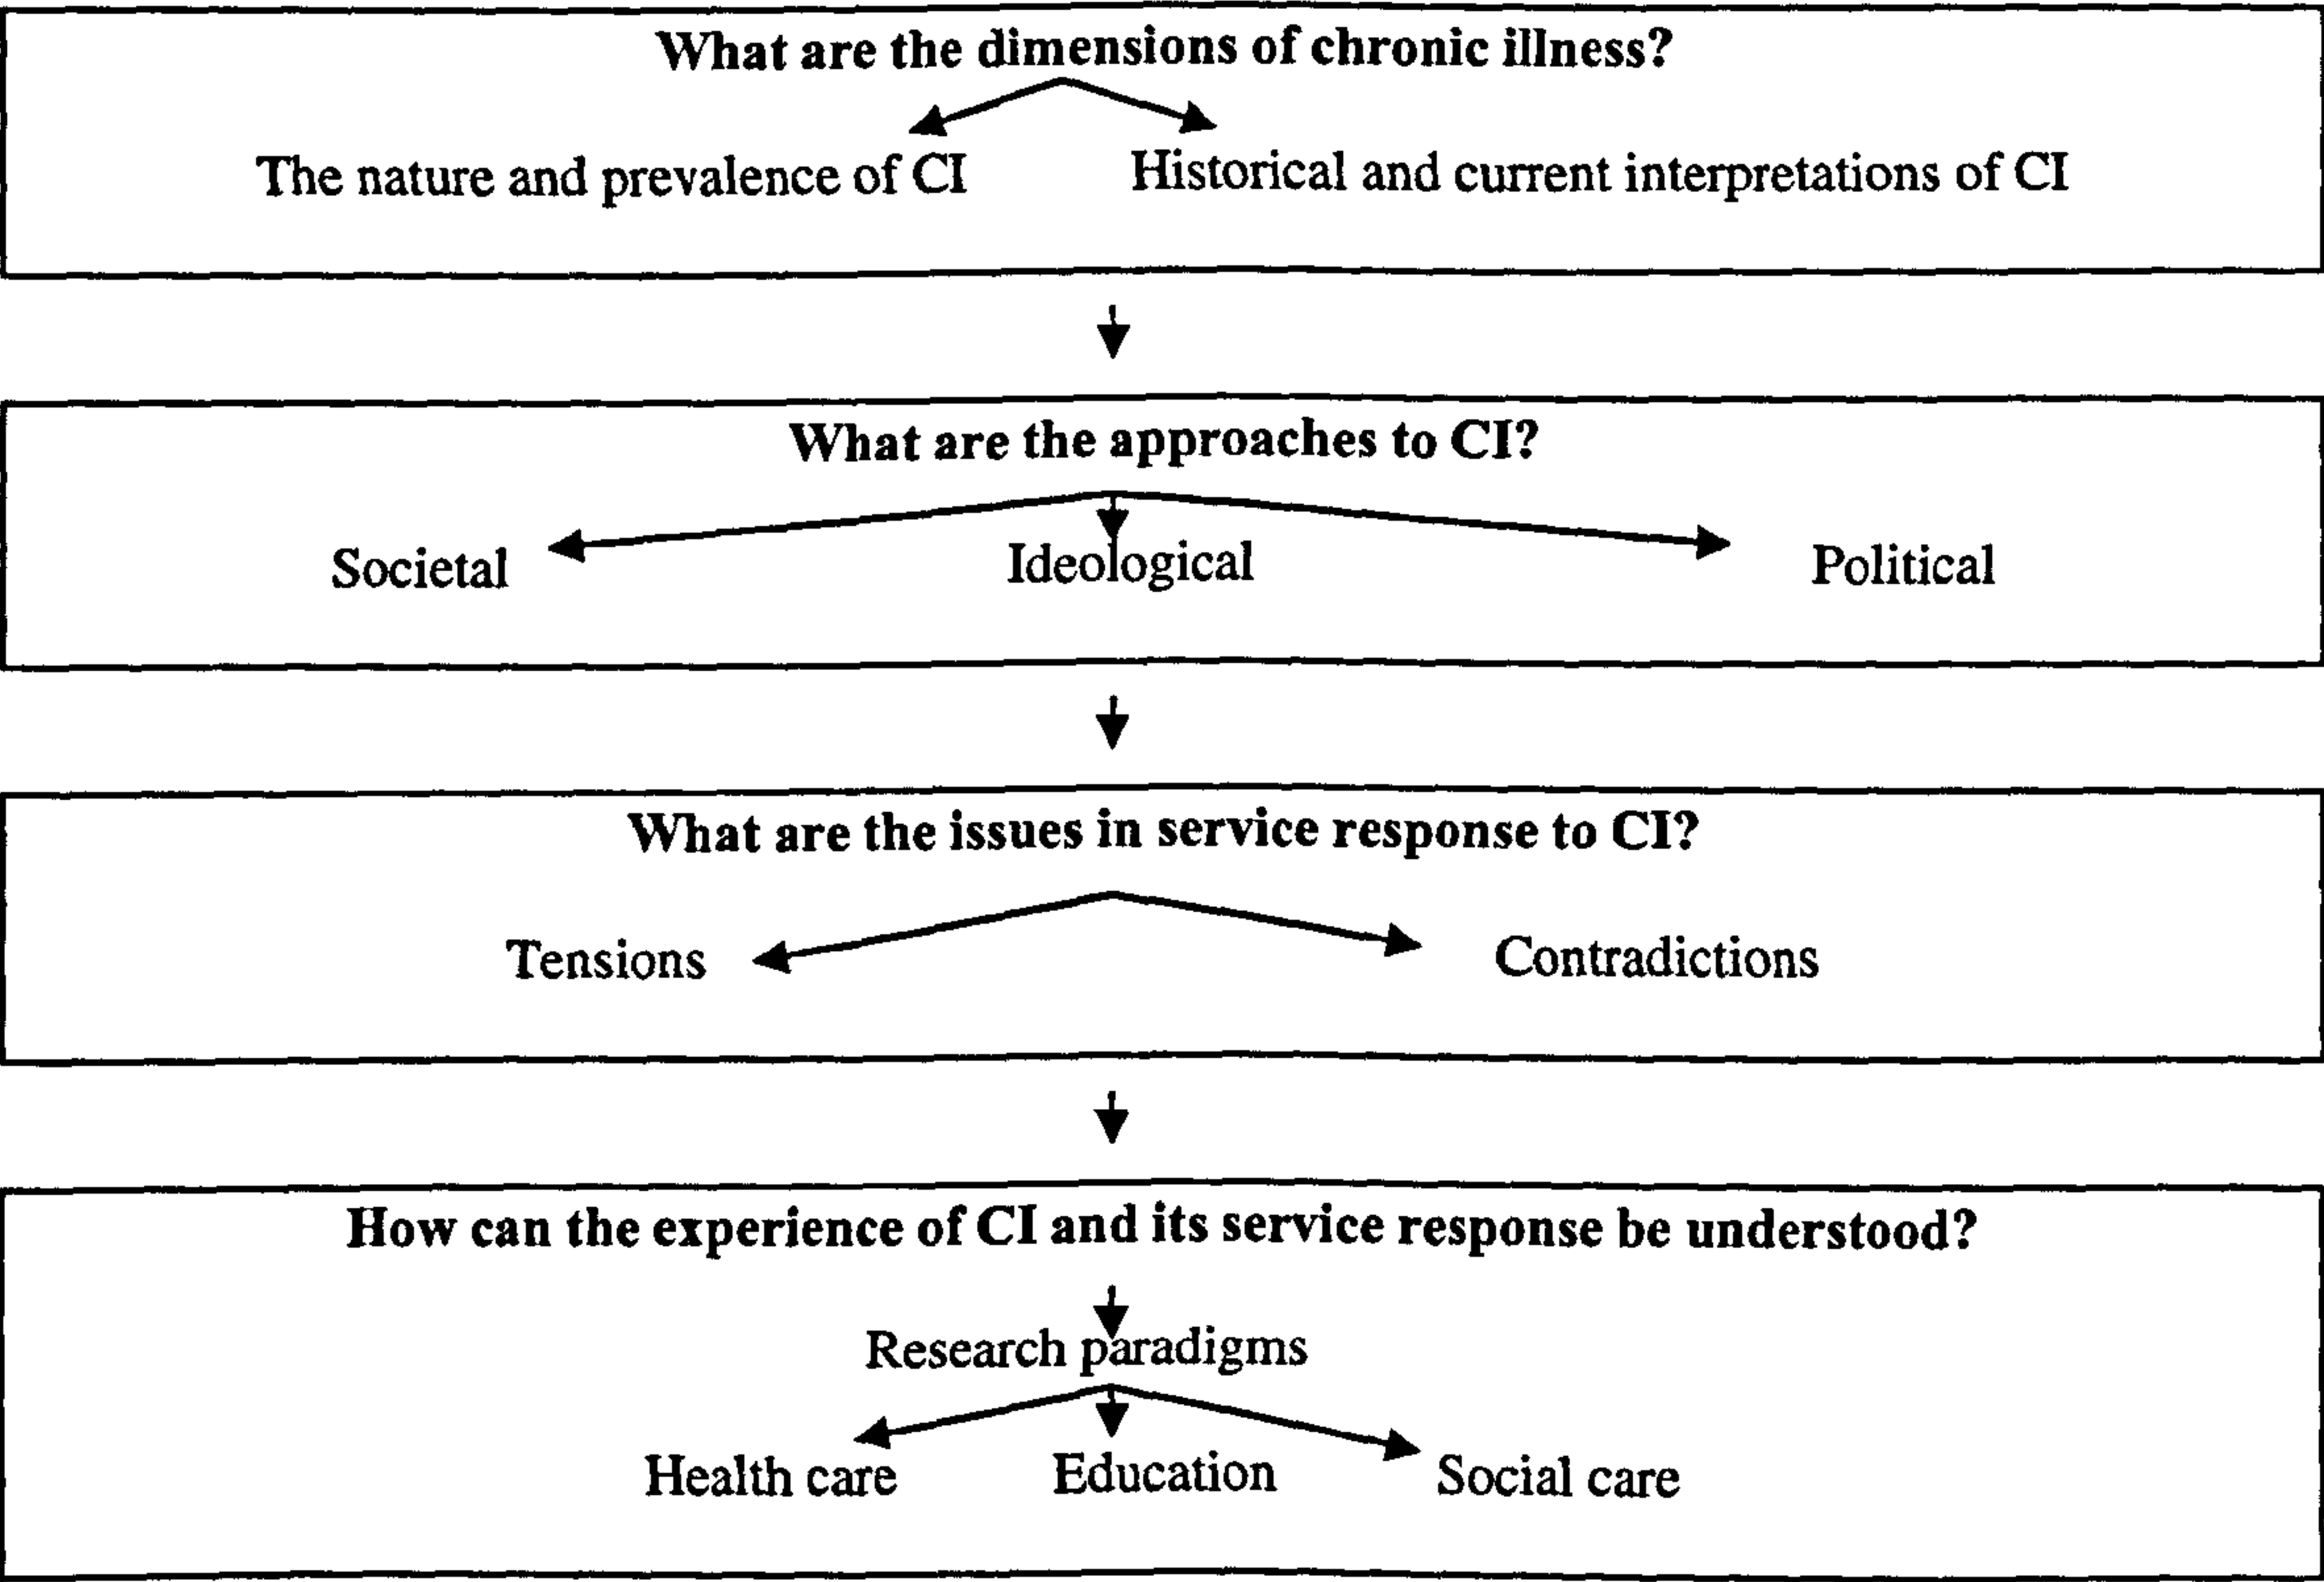 What are the dimensions of chronic illness?
The nature and prevalence of CI
Historical and current interpretations of CI
What are the approaches to CI?
Societal
Ideological
Political
What are the issues in service response to CI?
Tensions
Contradictions
How can the experience of CI and its service response be understood?
Research paradigms
Health care
Education
Social care